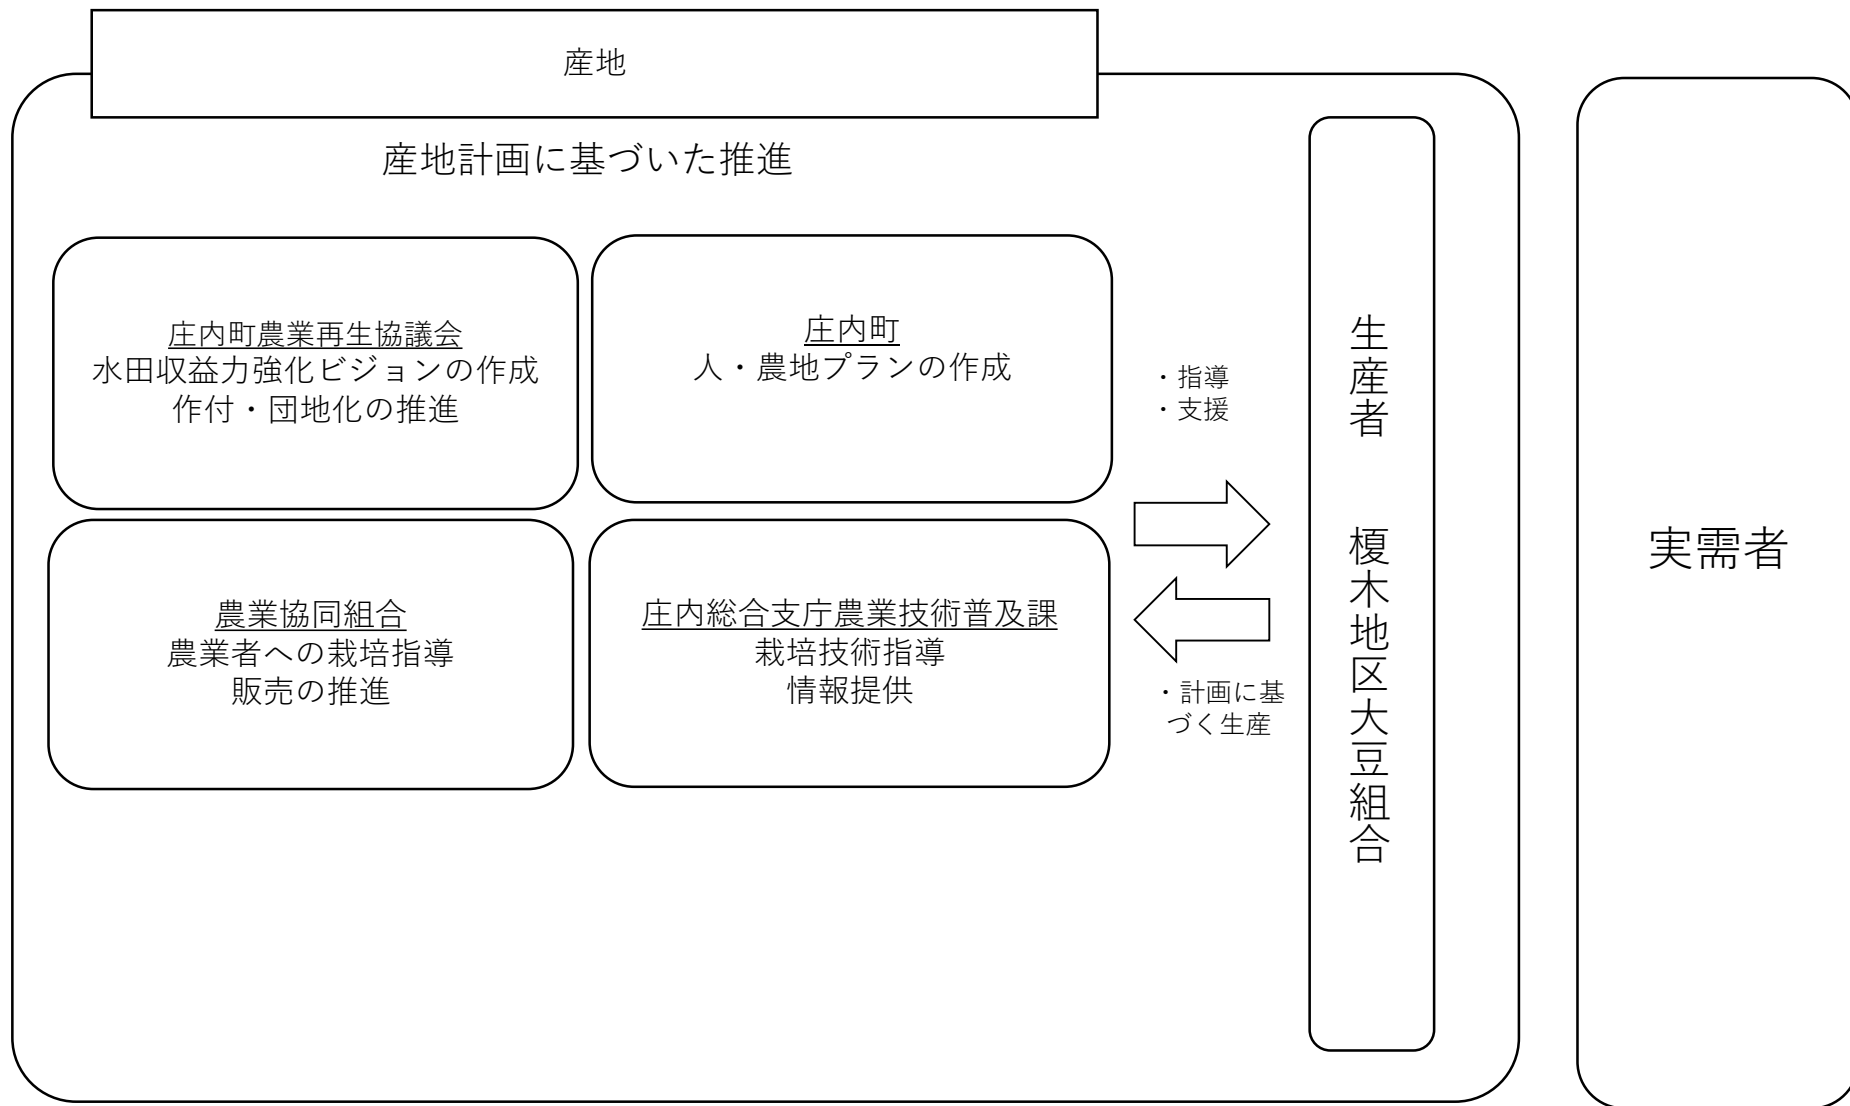 産地
産地計画に基づいた推進
庄内町農業再生協議会
水田収益力強化ビジョンの作成
作付・団地化の推進
庄内町
人・農地プランの作成
農業協同組合
農業者への栽培指導
販売の推進
庄内総合支庁農業技術普及課
栽培技術指導
情報提供
・指導
・支援
・計画に基
づく生産
生産者　榎木地区大豆組合
実需者